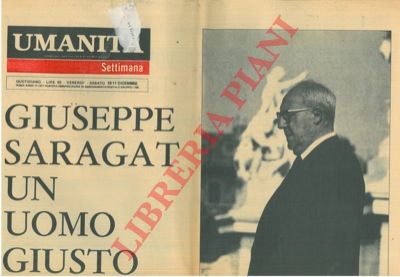 UMANITÀ
Settimana
GIUSEPPE
SARAGAT
UN
UOMO
GIUSTO
LIBRERIA PIANI